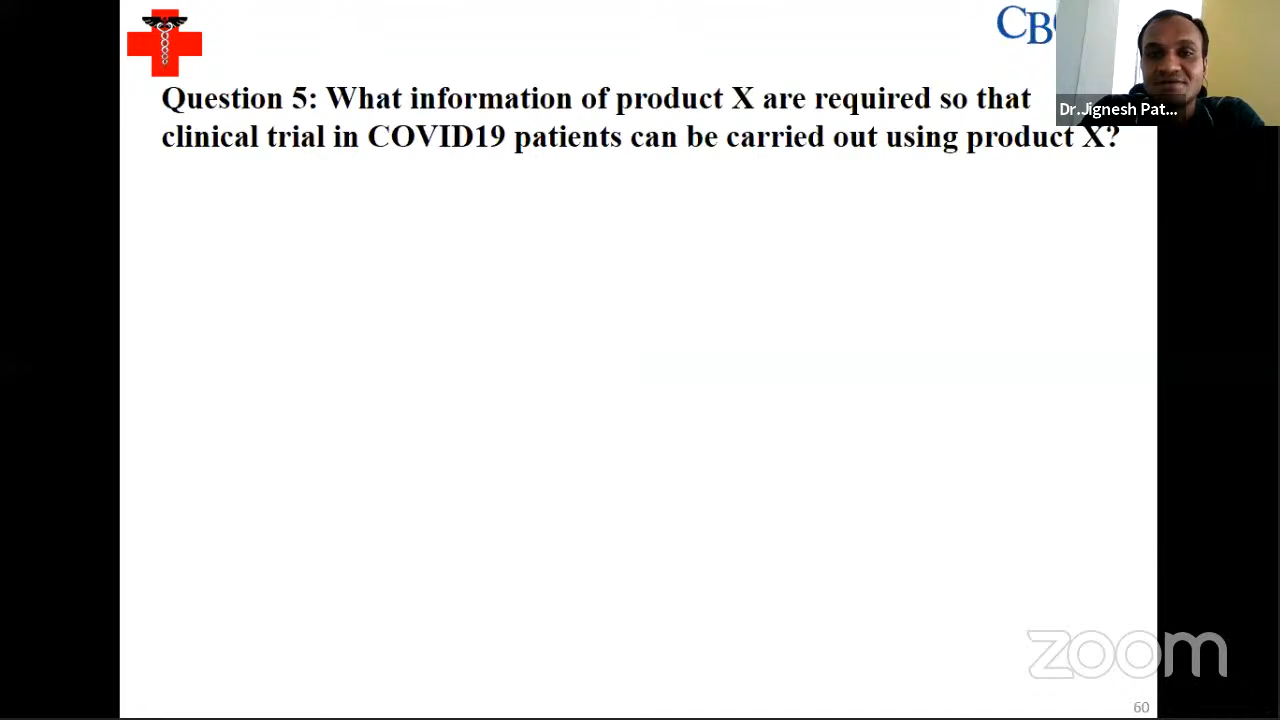 CB
Question 5: What information of product X are required so that
clinical trial in COVID19 patients can be carried out using product X?
Dr.Jignesh Pat...
zoom
60